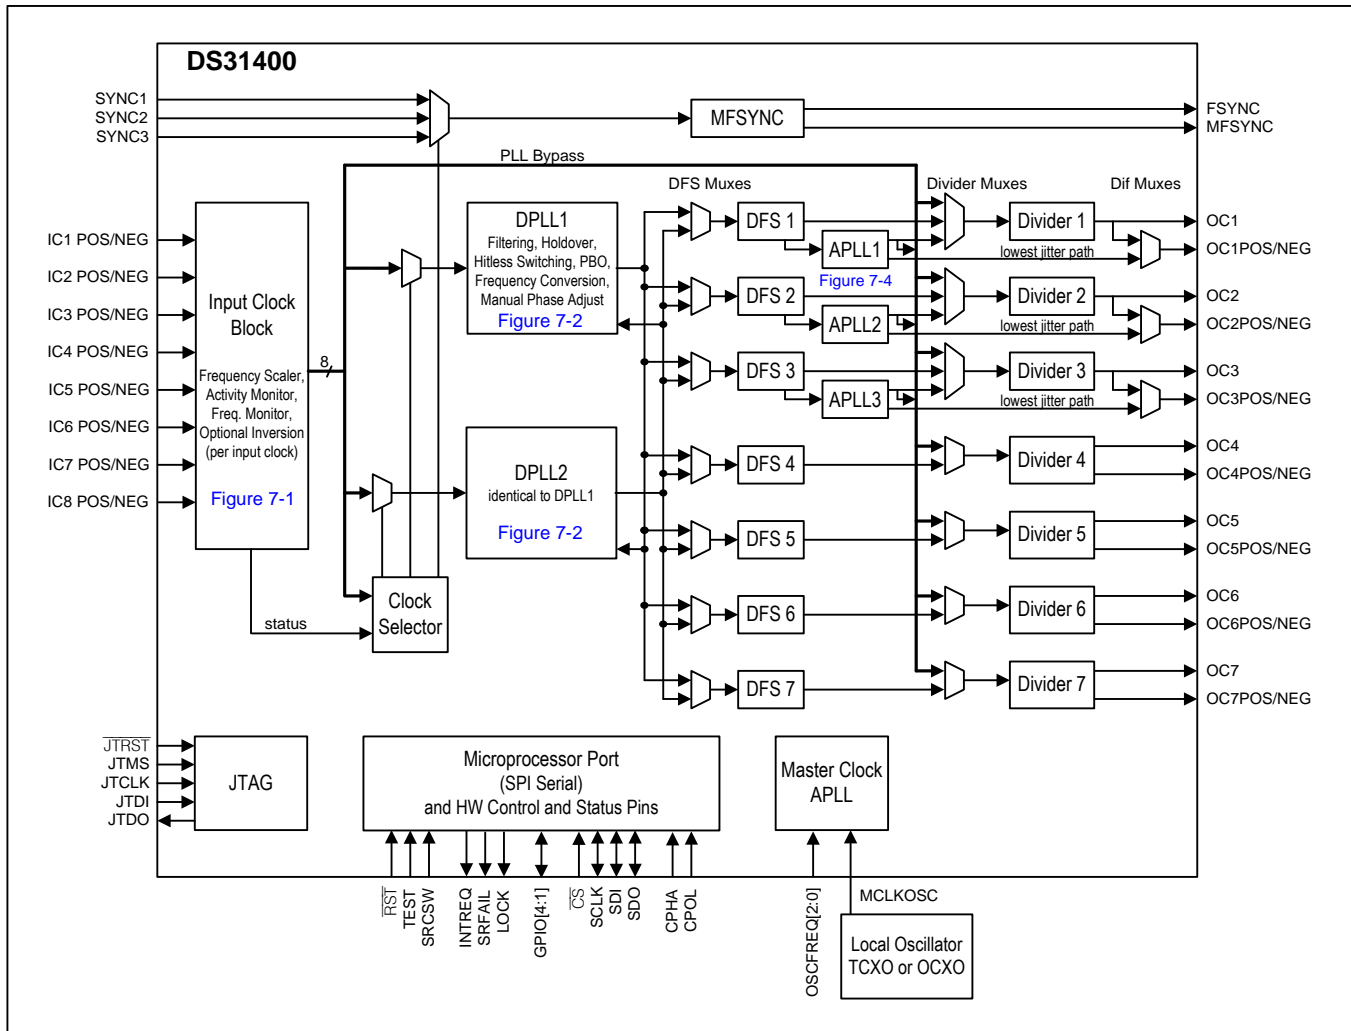 DS31400
SYNC1
SYNC2
SYNC3
MFSYNC
FSYNC
MFSYNC
PLL Bypass
DFS Muxes
Divider Muxes
Dif Muxes
IC1 POS/NEG
IC2 POS/NEG
IC3 POS/NEG
IC4 POS/NEG
IC5 POS/NEG
IC6 POS/NEG
IC7 POS/NEG
IC8 POS/NEG
Input Clock
Block
Frequency Scaler,
Activity Monitor,
Freq. Monitor,
Optional Inversion
(per input clock)
Figure 7-1
8
status
Clock
Selector
DPLL1
Filtering, Holdover,
Hitless Switching, PBO,
Frequency Conversion,
Manual Phase Adjust
Figure 7-2
DPLL2
identical to DPLL1
Figure 7-2
DFS 1
APLL1
Figure 7-4
Divider 1
lowest jitter path
OC1
OC1POS/NEG
DFS 2
APLL2
Divider 2
lowest jitter path
OC2
OC2POS/NEG
DFS 3
APLL3
Divider 3
lowest jitter path
OC3
OC3POS/NEG
DFS 4
Divider 4
OC4
OC4POS/NEG
DFS 5
Divider 5
OC5
OC5POS/NEG
DFS 6
Divider 6
OC6
OC6POS/NEG
DFS 7
Divider 7
OC7
OC7POS/NEG
JTRST
JTMS
JTCLK
JTDI
JTDO
JTAG
Microprocessor Port
(SPI Serial)
and HW Control and Status Pins
Master Clock
APLL
RST
TEST
SRCSW
INTREQ
SRFAIL
LOCK
GPIO[4:1]
CS
SCLK
SDI
SDO
CPHA
CPOL
OSCFREQ[2:0]
MCLKOSC
Local Oscillator
TCXO or OCXO